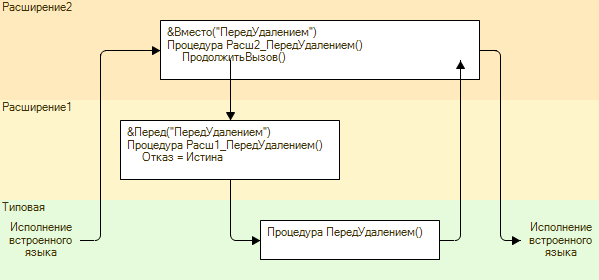 Расширение2
&Вместо("ПередУдалением")
Процедура Расш2_ПередУдалением()
ПродолжитьВызов()
Расширение1
&Перед("ПередУдалением")
Процедура Расш1_ПередУдалением()
Отказ = Истина
Типовая
Исполнение
встроенного
языка
Процедура ПередУдалением()
Исполнение
встроенного
языка